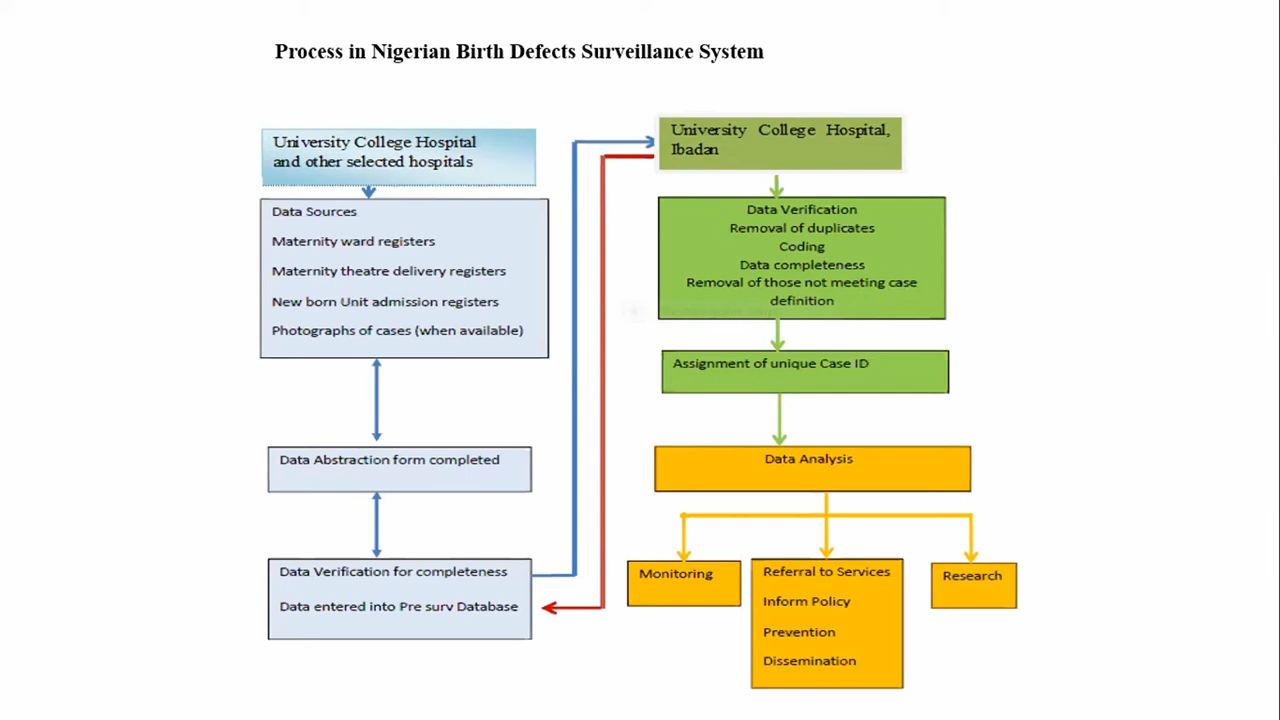 Process in Nigerian Birth Defects Surveillance System
University College Hospital
and other selected hospitals
Data Sources
Maternity ward registers
Maternity theatre delivery registers
New born Unit admission registers
Photographs of cases (when available)
Data Abstraction form completed
Data Verification for completeness
Data entered into Pre surv Database
University College Hospital,
Ibadan
Data Verification
Removal of duplicates
Coding
Data completeness
Removal of those not meeting case
definition
Assignment of unique Case ID
Data Analysis
Monitoring
Referral to Services
Inform Policy
Prevention
Dissemination
Research